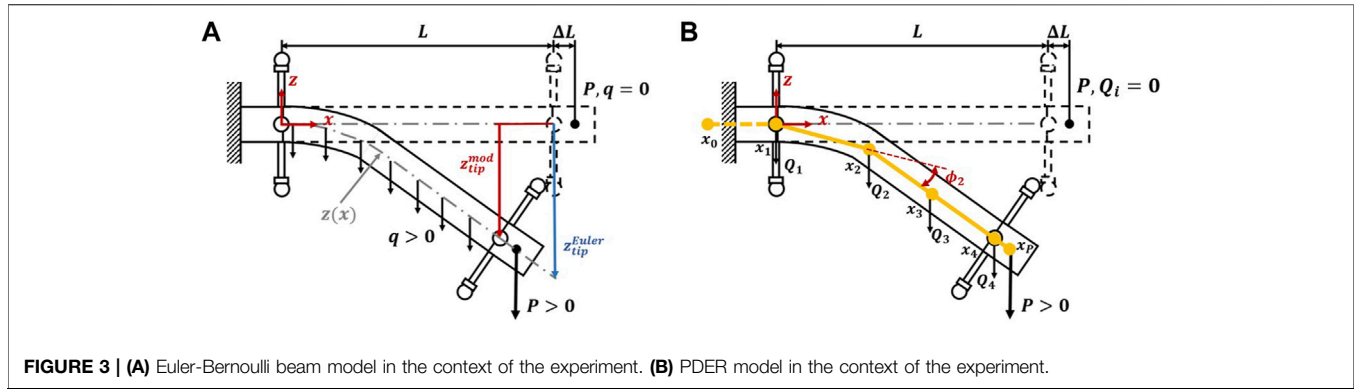 A
L
ΔL
P, q = 0
z
x
z_tip^mod
z(x)
q > 0
z_tip^Euler
P > 0
B
L
ΔL
P, Q_i = 0
z
x
x_0
x_1
Q_1
x_2
Q_2
ϕ_2
x_3
Q_3
x_4
x_P
Q_4
P > 0
FIGURE 3 | (A) Euler-Bernoulli beam model in the context of the experiment. (B) PDER model in the context of the experiment.